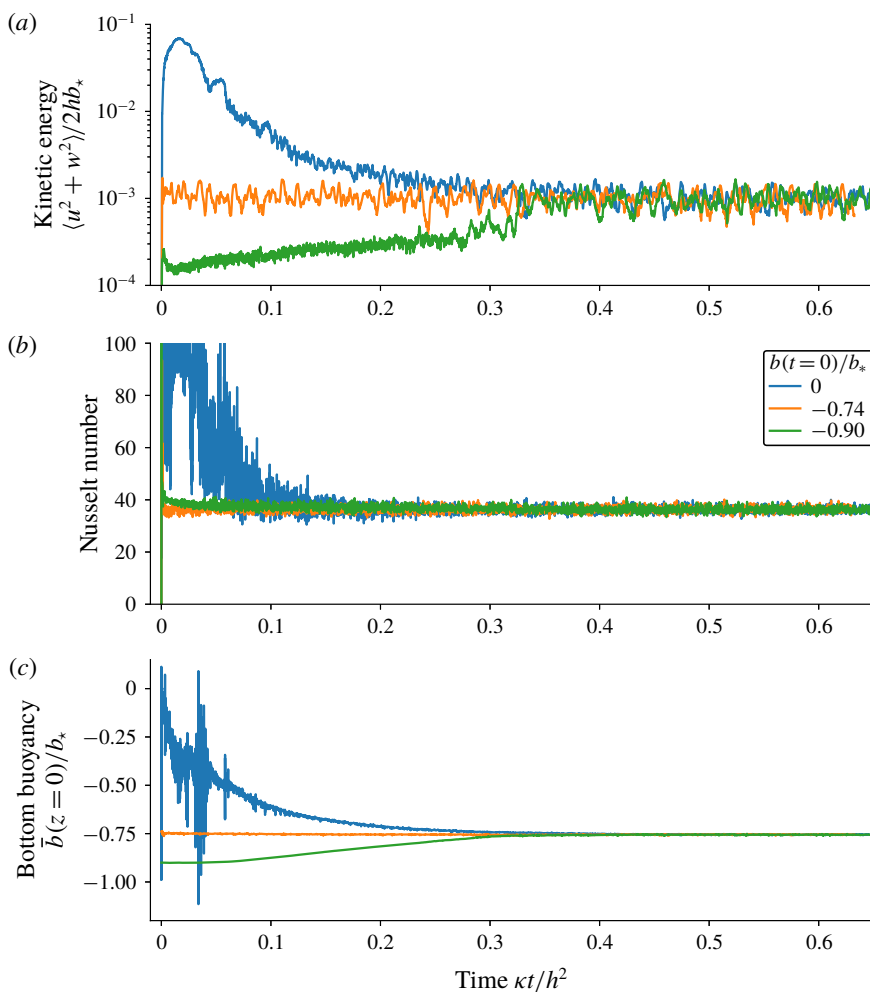 (a)
Kinetic energy
⟨u² + w²⟩/2hb⋆
10⁻¹
10⁻²
10⁻³
10⁻⁴
0 0.1 0.2 0.3 0.4 0.5 0.6
(b)
Nusselt number
100
80
60
40
20
0
b(t = 0)/b*
0
−0.74
−0.90
0 0.1 0.2 0.3 0.4 0.5 0.6
(c)
Bottom buoyancy
b̅(z = 0)/b⋆
0
−0.25
−0.50
−0.75
−1.00
0 0.1 0.2 0.3 0.4 0.5 0.6
Time κt/h²